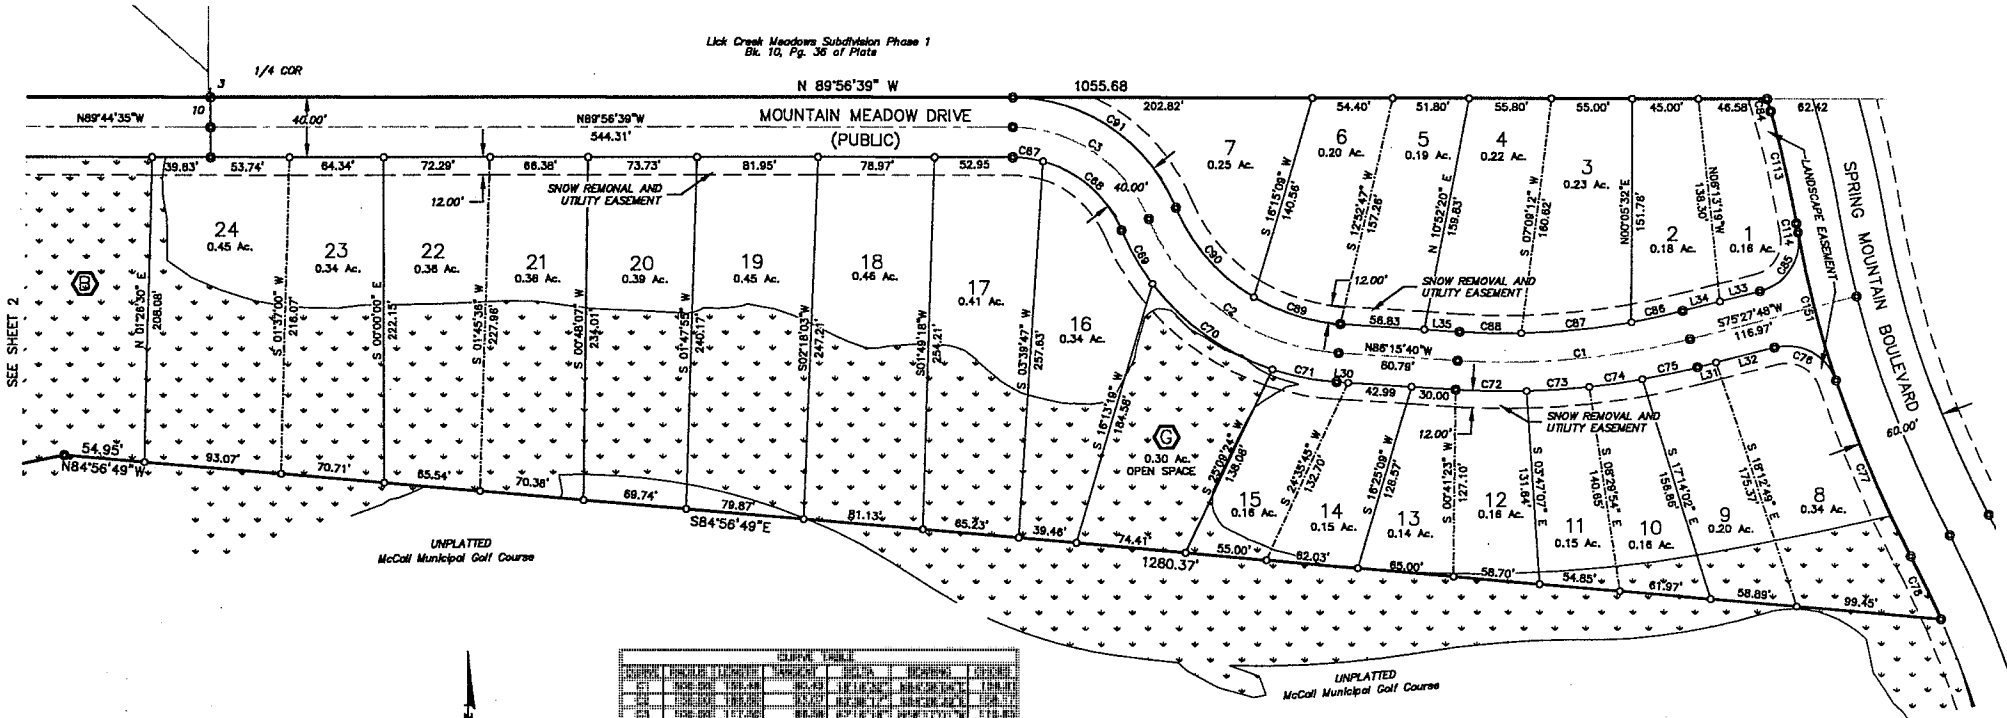 Lick Creek Meadows Subdivision Phase 1
Bk. 10, Pg. 36 of Plats
1/4 COR
3
10
N 89°56'39" W
1055.68
N89°44'35"W
40.00'
N89°56'39"W
544.31'
MOUNTAIN MEADOW DRIVE
(PUBLIC)
C91
C3
40.00'
202.82'
54.40'
51.80'
55.80'
55.00'
45.00'
46.58'
62.42
C84
39.83'
53.74'
64.34'
72.29'
66.38'
73.73'
81.95'
78.97'
52.95
C67
C68
12.00'
SNOW REMONAL AND
UTILITY EASEMENT
7
0.25 Ac.
6
0.20 Ac.
5
0.19 Ac.
4
0.22 Ac.
3
0.23 Ac.
2
0.18 Ac.
1
0.16 Ac.
S 16°15'09" W
140.56'
S 12°52'47" W
157.26'
N 10°52'20" E
159.83'
S 07°09'12" W
160.62'
N00°05'32"E
151.78'
N06°13'19"W
138.30'
C113
C114
C85
LANDSCAPE EASEMENT
SPRING MOUNTAIN BOULEVARD
24
0.45 Ac.
23
0.34 Ac.
22
0.38 Ac.
21
0.38 Ac.
20
0.39 Ac.
19
0.45 Ac.
18
0.46 Ac.
17
0.41 Ac.
16
0.34 Ac.
C69
C90
C2
C70
C89
12.00'
SNOW REMOVAL AND
UTILITY EASEMENT
56.83
L35
C88
C87
C86
L34
L33
S75°27'48"W
116.97'
C151
N86°15'40"W
80.79'
C1
SEE SHEET 2
N 01°26'30" E
208.08'
S 01°37'00" W
216.07'
S 00°00'00" E
222.15'
S 01°45'36" W
227.96'
S 00°48'07" W
234.01'
S 01°47'55" W
240.17'
S02°18'03"W
247.21'
S01°49'18"W
254.21'
S 03°39'47" W
257.63'
S 16°13'19" W
184.58'
C71
L30
42.99
30.00'
C72
C73
C74
C75
L31
L32
C76
12.00'
SNOW REMOVAL AND
UTILITY EASEMENT
60.00'
C77
C78
G
0.30 Ac.
OPEN SPACE
S 25°09'24" W
138.08'
S 24°35'45" W
132.70'
S 16°25'09" W
128.57'
S 00°41'23" W
127.10'
S 03°47'07" E
131.84'
S 08°29'54" E
140.65'
S 17°14'02" E
158.86'
S 18°12'49" E
175.37'
15
0.16 Ac.
14
0.15 Ac.
13
0.14 Ac.
12
0.16 Ac.
11
0.15 Ac.
10
0.16 Ac.
9
0.20 Ac.
8
0.34 Ac.
54.95'
N84°56'49"W
93.07'
70.71'
65.54'
70.38'
69.74'
79.87'
81.13'
65.23'
39.46'
74.41'
55.00'
62.03'
65.00'
58.70'
54.85'
61.97'
58.89'
99.45'
S84°56'49"E
1280.37'
UNPLATTED
McCall Municipal Golf Course
UNPLATTED
McCall Municipal Golf Course
CURVE TABLE